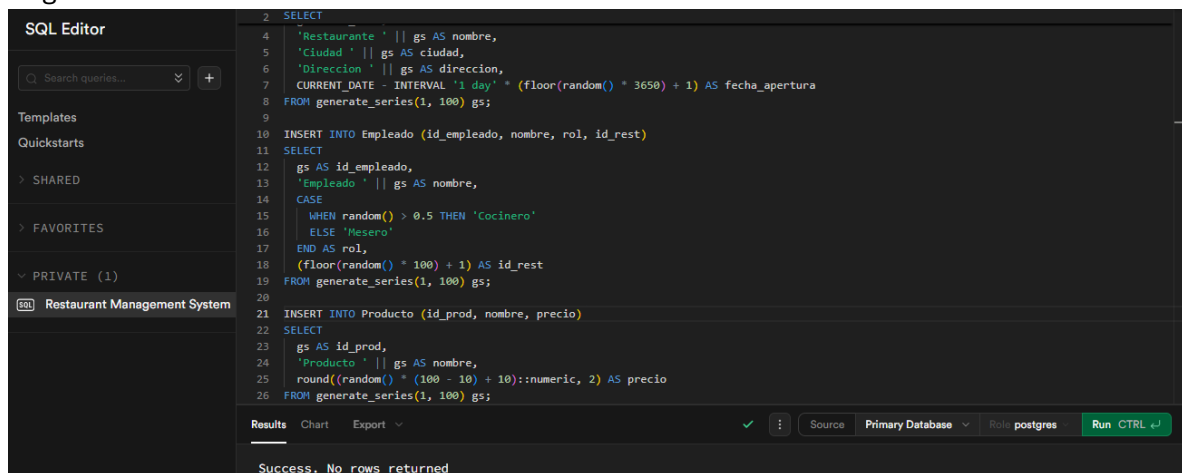 SQL Editor
Search queries...
Templates
Quickstarts
> SHARED
> FAVORITES
PRIVATE (1)
SQL Restaurant Management System
2 SELECT
4 'Restaurante ' || gs AS nombre,
5 'Ciudad ' || gs AS ciudad,
6 'Direccion ' || gs AS direccion,
7 CURRENT_DATE - INTERVAL '1 day' * (floor(random() * 3650) + 1) AS fecha_apertura
8 FROM generate_series(1, 100) gs;
9
10 INSERT INTO Empleado (id_empleado, nombre, rol, id_rest)
11 SELECT
12 gs AS id_empleado,
13 'Empleado ' || gs AS nombre,
14 CASE
15 WHEN random() > 0.5 THEN 'Cocinero'
16 ELSE 'Mesero'
17 END AS rol,
18 (floor(random() * 100) + 1) AS id_rest
19 FROM generate_series(1, 100) gs;
20
21 INSERT INTO Producto (id_prod, nombre, precio)
22 SELECT
23 gs AS id_prod,
24 'Producto ' || gs AS nombre,
25 round((random() * (100 - 10) + 10)::numeric, 2) AS precio
26 FROM generate_series(1, 100) gs;
Results Chart Export Source Primary Database Role postgres Run CTRL
Success. No rows returned